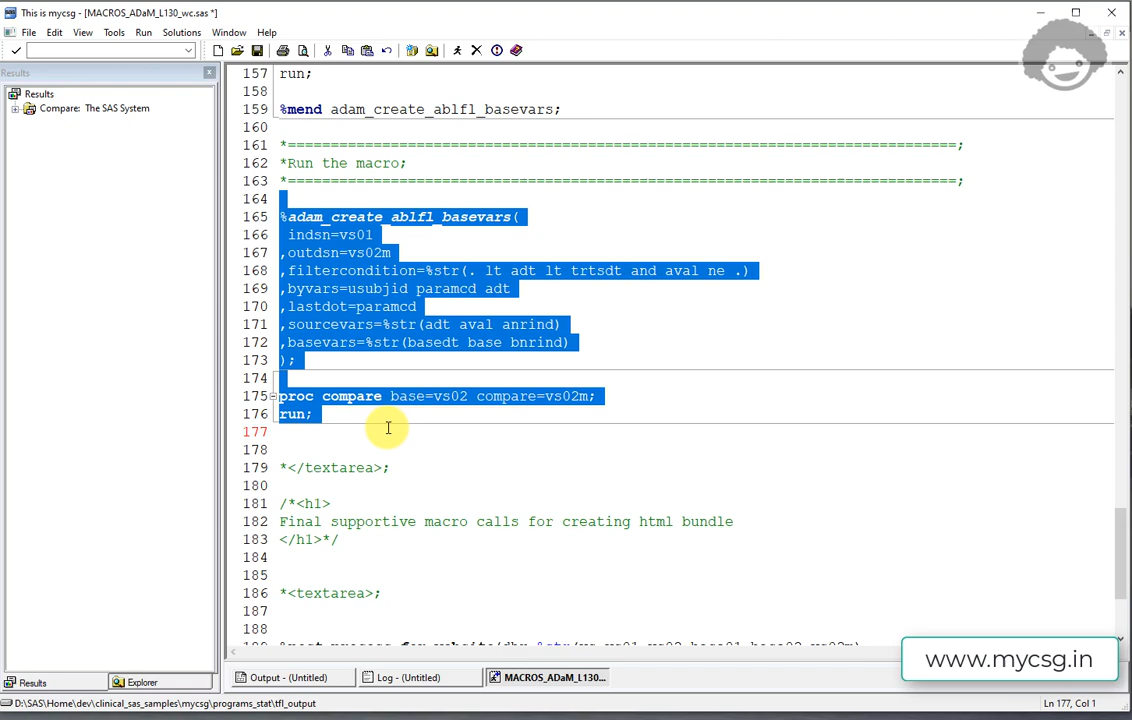 This is mycsg - [MACROS_ADaM_L130_wc.sas *]
File Edit View Tools Run Solutions Window Help
Results
Results
Compare: The SAS System
157 run;
158
159 %mend adam_create_ablfl_basevars;
160
161 *==============================================================================;
162 *Run the macro;
163 *==============================================================================;
164
165 %adam_create_ablfl_basevars(
166 indsn=vs01
167 ,outdsn=vs02m
168 ,filtercondition=%str(. lt adt lt trtsdt and aval ne .)
169 ,byvars=usubjid paramcd adt
170 ,lastdot=paramcd
171 ,sourcevars=%str(adt aval anrind)
172 ,basevars=%str(basedt base bnrind)
173 );
174
175 proc compare base=vs02 compare=vs02m;
176 run;
177
178
179 *</textarea>;
180
181 /*<h1>
182 Final supportive macro calls for creating html bundle
183 </h1>*/
184
185
186 *<textarea>;
187
188
www.mycsg.in
Results
Explorer
Output - (Untitled)
Log - (Untitled)
MACROS_ADaM_L130...
D:\SAS\Home\dev\clinical_sas_samples\mycsg\programs_stat\tfl_output
Ln 177, Col 1